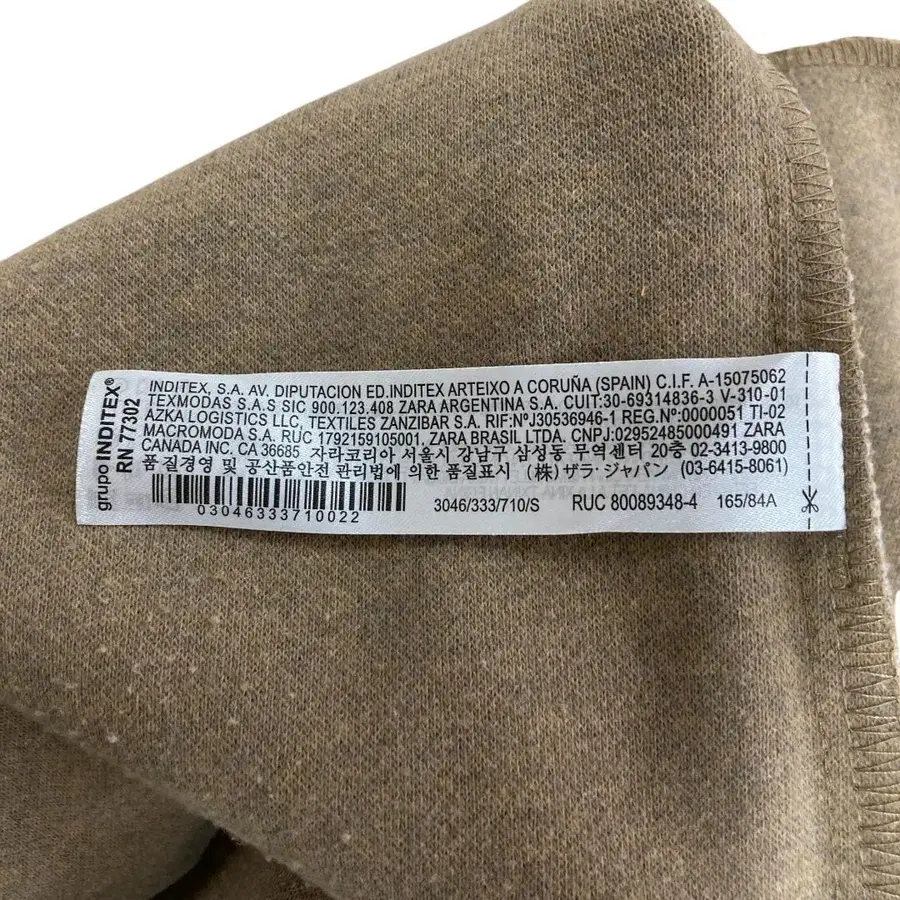 grupo INDITEX®
RN 77302
INDITEX, S.A. AV. DIPUTACION ED.INDITEX ARTEIXO A CORUÑA (SPAIN) C.I.F. A-15075062
TEXMODAS S.A.S SIC 900.123.408 ZARA ARGENTINA S.A. CUIT:30-69314836-3 V-310-01
AZKA LOGISTICS LLC, TEXTILES ZANZIBAR S.A. RIF:NºJ30536946-1 REG.Nº:0000051 TI-02
MACROMODA S.A. RUC 1792159105001, ZARA BRASIL LTDA. CNPJ:02952485000491 ZARA
CANADA INC. CA 36685 자라코리아 서울시 강남구 삼성동 무역센터 20층 02-3413-9800
품질경영 및 공산품안전 관리법에 의한 품질표시 (株) ザラ・ジャパン (03-6415-8061)
03046333710022
3046/333/710/S RUC 80089348-4 165/84A